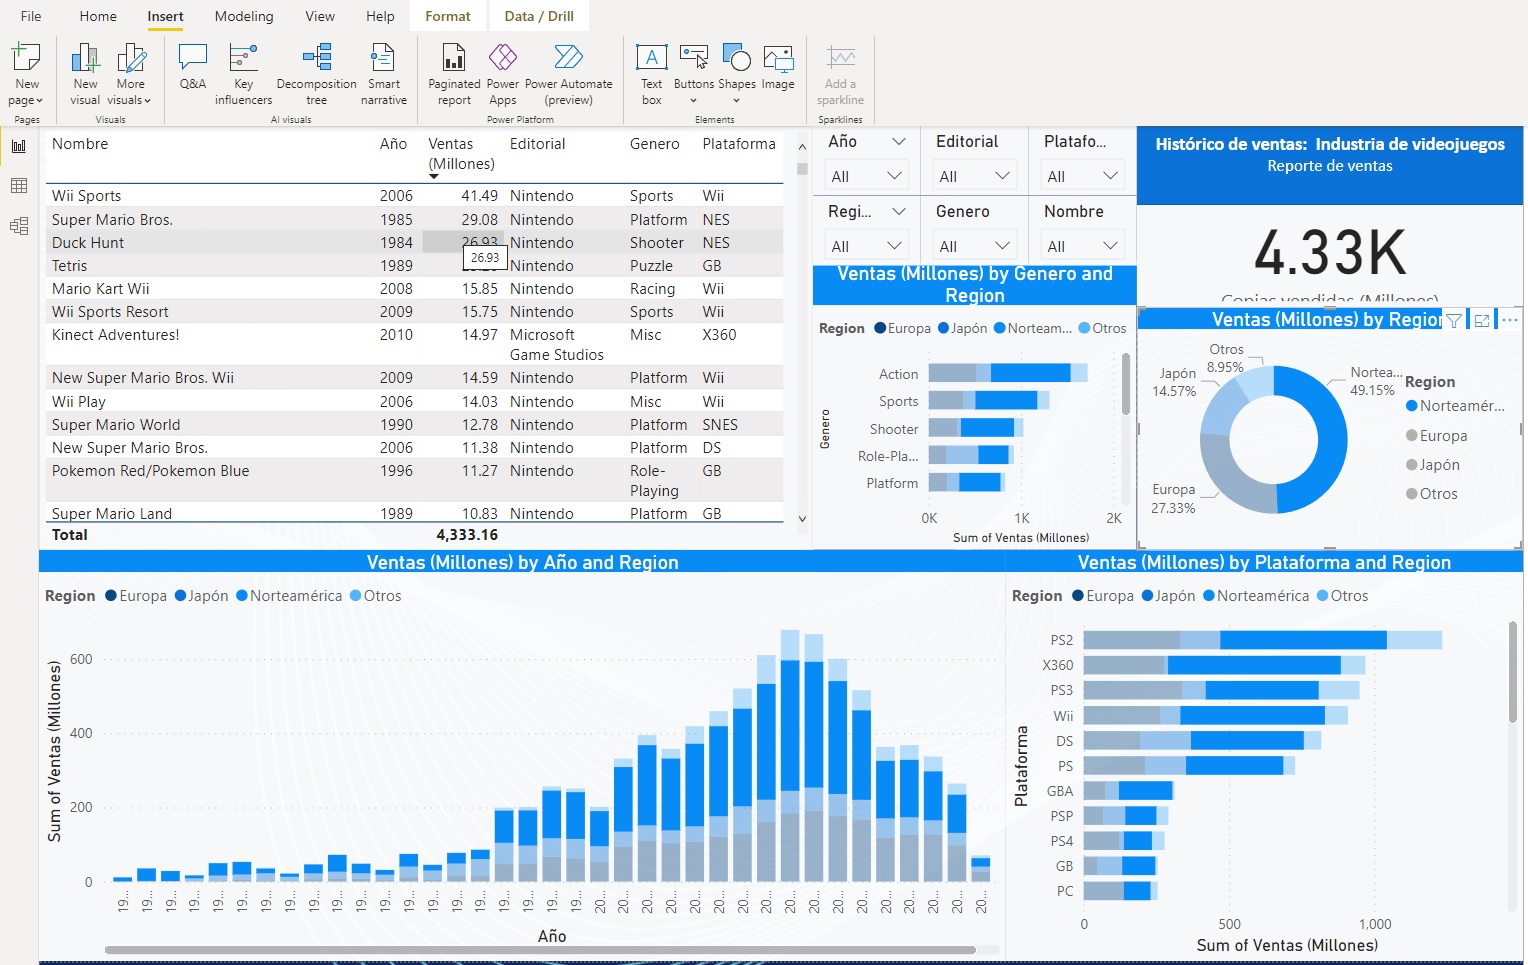 File Home Insert Modeling View Help Format Data / Drill
New page
New visual
More visuals
Q&A
Key influencers
Decomposition tree
Smart narrative
Paginated report
Power Apps
Power Automate (preview)
Text box
Buttons
Shapes
Image
Add a sparkline
Pages Visuals AI visuals Power Platform Elements Sparklines
Nombre Año Ventas (Millones) Editorial Genero Plataforma
Wii Sports 2006 41.49 Nintendo Sports Wii
Super Mario Bros. 1985 29.08 Nintendo Platform NES
Duck Hunt 1984 26.93 Nintendo Shooter NES
26.93
Tetris 1989 Nintendo Puzzle GB
Mario Kart Wii 2008 15.85 Nintendo Racing Wii
Wii Sports Resort 2009 15.75 Nintendo Sports Wii
Kinect Adventures! 2010 14.97 Microsoft Game Studios Misc X360
New Super Mario Bros. Wii 2009 14.59 Nintendo Platform Wii
Wii Play 2006 14.03 Nintendo Misc Wii
Super Mario World 1990 12.78 Nintendo Platform SNES
New Super Mario Bros. 2006 11.38 Nintendo Platform DS
Pokemon Red/Pokemon Blue 1996 11.27 Nintendo Role-Playing GB
Super Mario Land 1989 10.83 Nintendo Platform GB
Total 4,333.16
Año Editorial Platafo...
All All All
Regi... Genero Nombre
All All All
Histórico de ventas: Industria de videojuegos
Reporte de ventas
4.33K
Copias vendidas (Millones)
Ventas (Millones) by Genero and
Region
Region Europa Japón Norteam... Otros
Genero
Action
Sports
Shooter
Role-Pla...
Platform
0K 1K 2K
Sum of Ventas (Millones)
Ventas (Millones) by Region
Otros
8.95%
Japón
14.57%
Nortea...
49.15%
Europa
27.33%
Region
Norteamér...
Europa
Japón
Otros
Ventas (Millones) by Año and Region
Region Europa Japón Norteamérica Otros
Sum of Ventas (Millones)
600
400
200
0
19... 19... 19... 19... 19... 19... 19... 19... 19... 19... 19... 19... 19... 19... 19... 19... 19... 19... 19... 19... 20... 20... 20... 20... 20... 20... 20... 20... 20... 20... 20... 20... 20... 20... 20... 20... 20...
Año
Ventas (Millones) by Plataforma and Region
Region Europa Japón Norteamérica Otros
Plataforma
PS2
X360
PS3
Wii
DS
PS
GBA
PSP
PS4
GB
PC
0 500 1,000
Sum of Ventas (Millones)